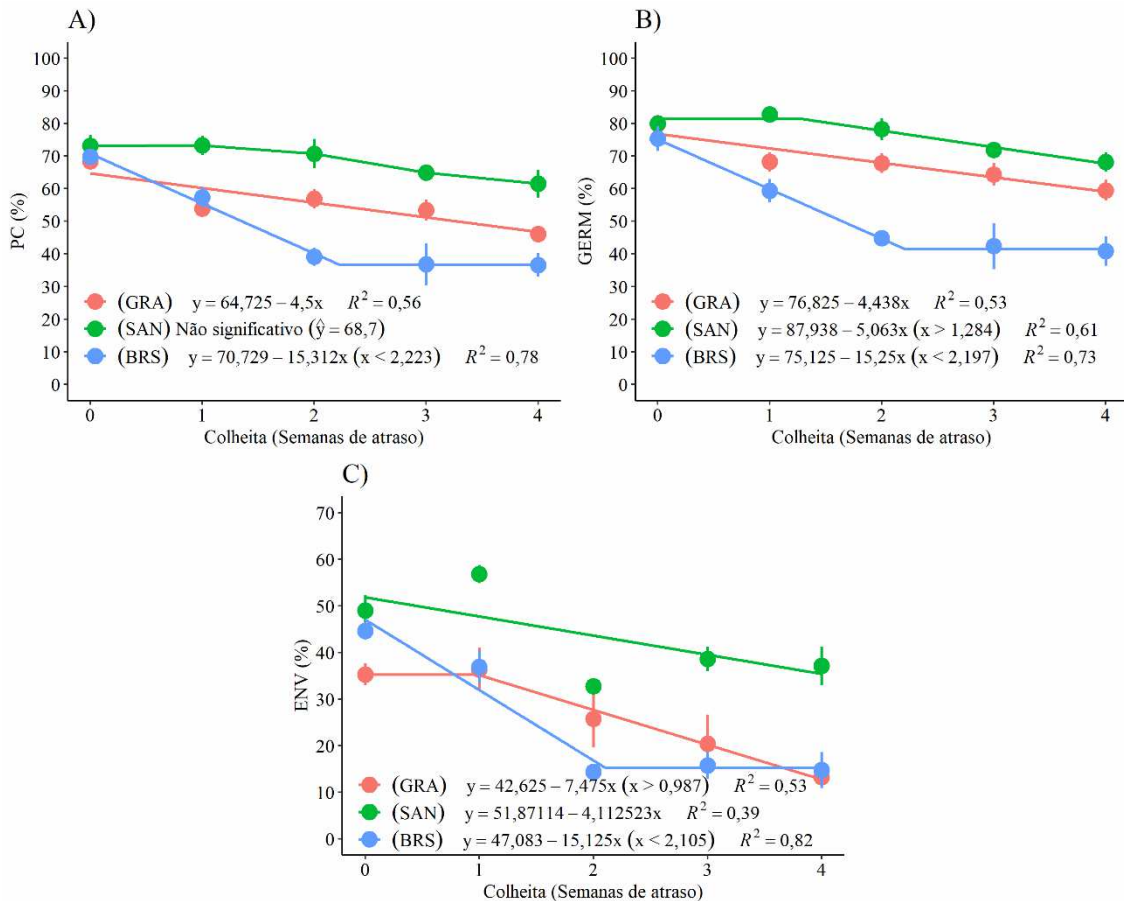 A)
100
90
80
70
60
50
40
30
20
10
0
PC (%)
(GRA) y = 64,725 – 4,5x R² = 0,56
(SAN) Não significativo (ŷ = 68,7)
(BRS) y = 70,729 – 15,312x (x < 2,223) R² = 0,78
0 1 2 3 4
Colheita (Semanas de atraso)
B)
100
90
80
70
60
50
40
30
20
10
0
GERM (%)
(GRA) y = 76,825 – 4,438x R² = 0,53
(SAN) y = 87,938 – 5,063x (x > 1,284) R² = 0,61
(BRS) y = 75,125 – 15,25x (x < 2,197) R² = 0,73
0 1 2 3 4
Colheita (Semanas de atraso)
C)
70
60
50
40
30
20
10
0
ENV (%)
(GRA) y = 42,625 – 7,475x (x > 0,987) R² = 0,53
(SAN) y = 51,87114 – 4,112523x R² = 0,39
(BRS) y = 47,083 – 15,125x (x < 2,105) R² = 0,82
0 1 2 3 4
Colheita (Semanas de atraso)